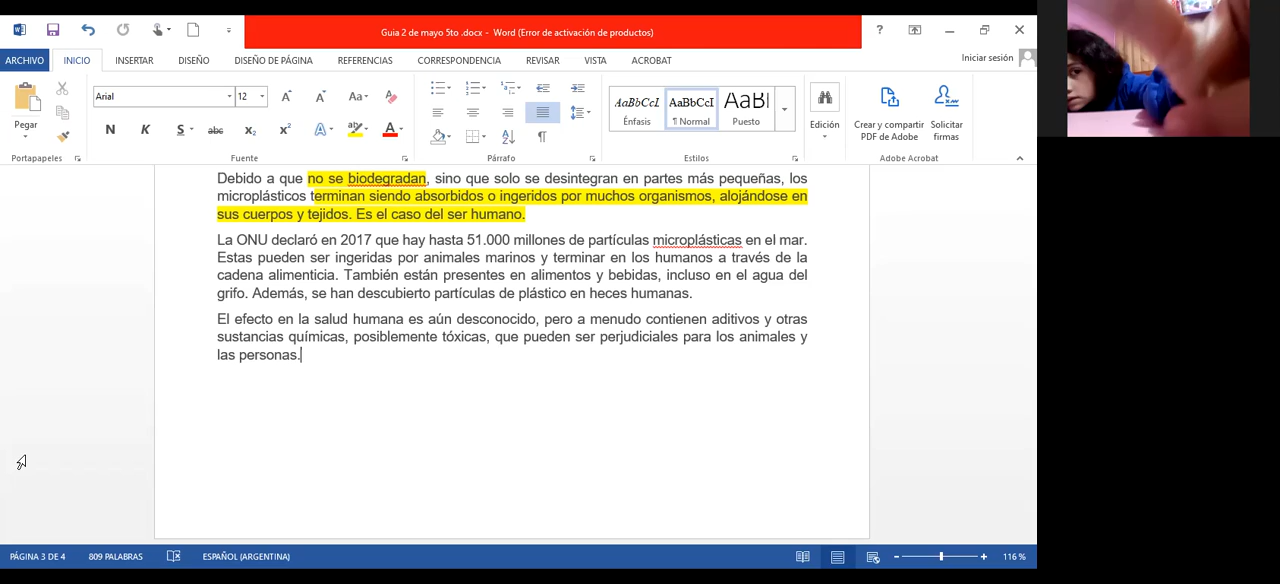 Guia 2 de mayo 5to .docx - Word (Error de activación de productos)
?
ARCHIVO INICIO INSERTAR DISEÑO DISEÑO DE PÁGINA REFERENCIAS CORRESPONDENCIA REVISAR VISTA ACROBAT
Iniciar sesión
Arial 12 Aa
AaBbCcI AaBbCcI AaBbI
Pegar
N K S abc x₂ x² A A
Énfasis ¶ Normal Puesto
Edición
Crear y compartir PDF de Adobe
Solicitar firmas
Portapapeles Fuente Párrafo Estilos Adobe Acrobat
Debido a que no se biodegradan, sino que solo se desintegran en partes más pequeñas, los
microplásticos terminan siendo absorbidos o ingeridos por muchos organismos, alojándose en
sus cuerpos y tejidos. Es el caso del ser humano.
La ONU declaró en 2017 que hay hasta 51.000 millones de partículas microplásticas en el mar.
Estas pueden ser ingeridas por animales marinos y terminar en los humanos a través de la
cadena alimenticia. También están presentes en alimentos y bebidas, incluso en el agua del
grifo. Además, se han descubierto partículas de plástico en heces humanas.
El efecto en la salud humana es aún desconocido, pero a menudo contienen aditivos y otras
sustancias químicas, posiblemente tóxicas, que pueden ser perjudiciales para los animales y
las personas.
PÁGINA 3 DE 4 809 PALABRAS ESPAÑOL (ARGENTINA) 116 %